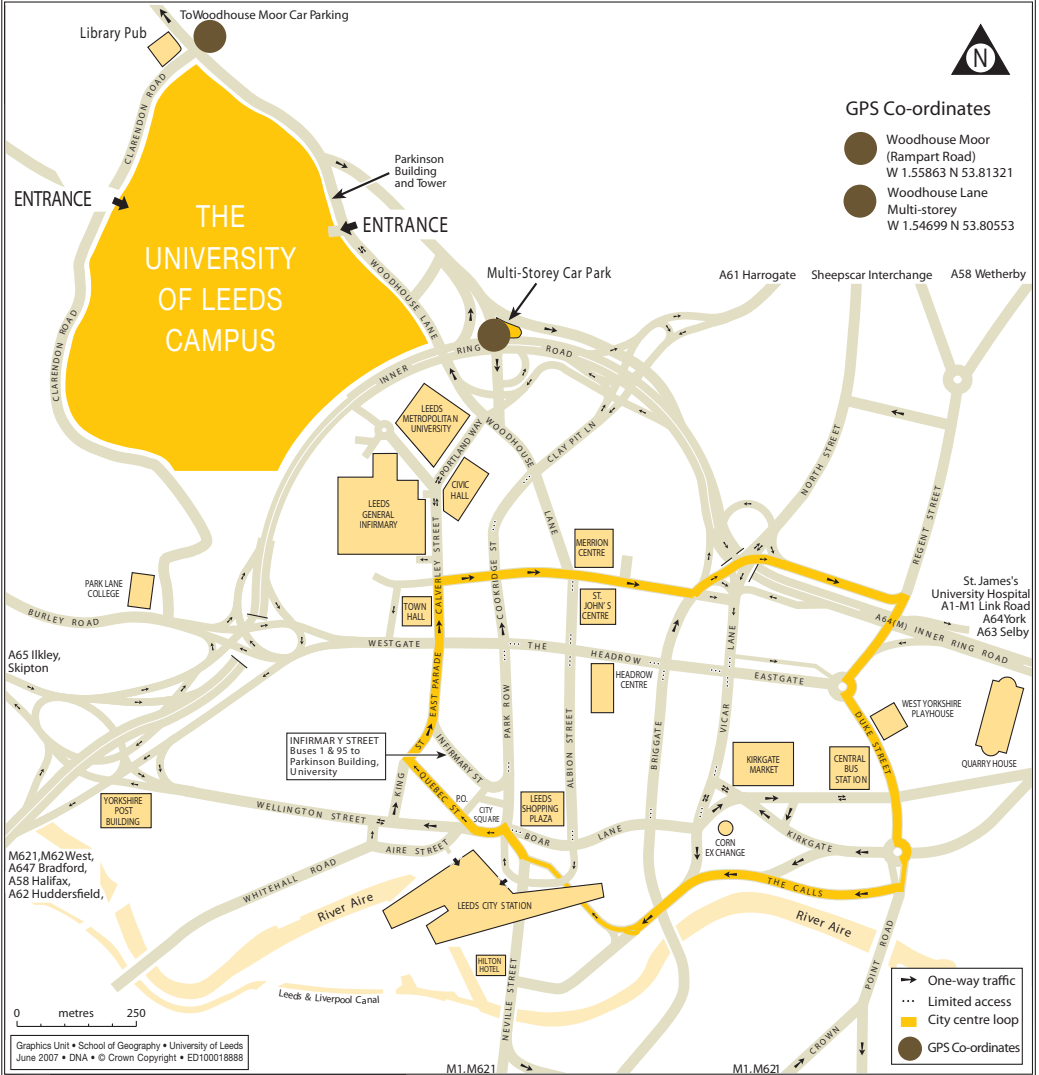 ToWoodhouse Moor Car Parking
Library Pub
N
GPS Co-ordinates
Woodhouse Moor
(Rampart Road)
W 1.55863 N 53.81321
Woodhouse Lane
Multi-storey
W 1.54699 N 53.80553
CLARENDON ROAD
Parkinson
Building
and Tower
ENTRANCE
ENTRANCE
THE
UNIVERSITY
OF LEEDS
CAMPUS
WOODHOUSE LANE
Multi-Storey Car Park
A61 Harrogate
Sheepscar Interchange
A58 Wetherby
CLARENDON ROAD
INNER RING ROAD
LEEDS
METROPOLITAN
UNIVERSITY
PORTLAND WAY
WOODHOUSE LANE
CLAY PIT LN
NORTH STREET
REGENT STREET
CIVIC
HALL
LEEDS
GENERAL
INFIRMARY
CALVERLEY STREET
COOKRIDGE ST
MERRION
CENTRE
ST.
JOHN'S
CENTRE
PARK LANE
COLLEGE
BURLEY ROAD
TOWN
HALL
St. James's
University Hospital
A1-M1 Link Road
A64York
A63 Selby
A64(M) INNER RING ROAD
WESTGATE
THE HEADROW
EASTGATE
A65 Ilkley,
Skipton
HEADROW
CENTRE
EAST PARADE
PARK ROW
ALBION STREET
BRIGGATE
VICAR LANE
DUKE STREET
WEST YORKSHIRE
PLAYHOUSE
QUARRY HOUSE
INFIRMARY STREET
Buses 1 & 95 to
Parkinson Building,
University
INFIRMARY ST
KING ST
QUEBEC ST
P.O.
CITY
SQUARE
LEEDS
SHOPPING
PLAZA
KIRKGATE
MARKET
CENTRAL
BUS
STATION
YORKSHIRE
POST
BUILDING
WELLINGTON STREET
AIRE STREET
BOAR LANE
CORN
EXCHANGE
KIRKGATE
M621,M62West,
A647 Bradford,
A58 Halifax,
A62 Huddersfield,
WHITEHALL ROAD
THE CALLS
LEEDS CITY STATION
River Aire
River Aire
HILTON
HOTEL
NEVILLE STREET
CROWN POINT ROAD
Leeds & Liverpool Canal
0 metres 250
Graphics Unit • School of Geography • University of Leeds
June 2007 • DNA • © Crown Copyright • ED100018888
M1,M621
M1,M621
One-way traffic
Limited access
City centre loop
GPS Co-ordinates